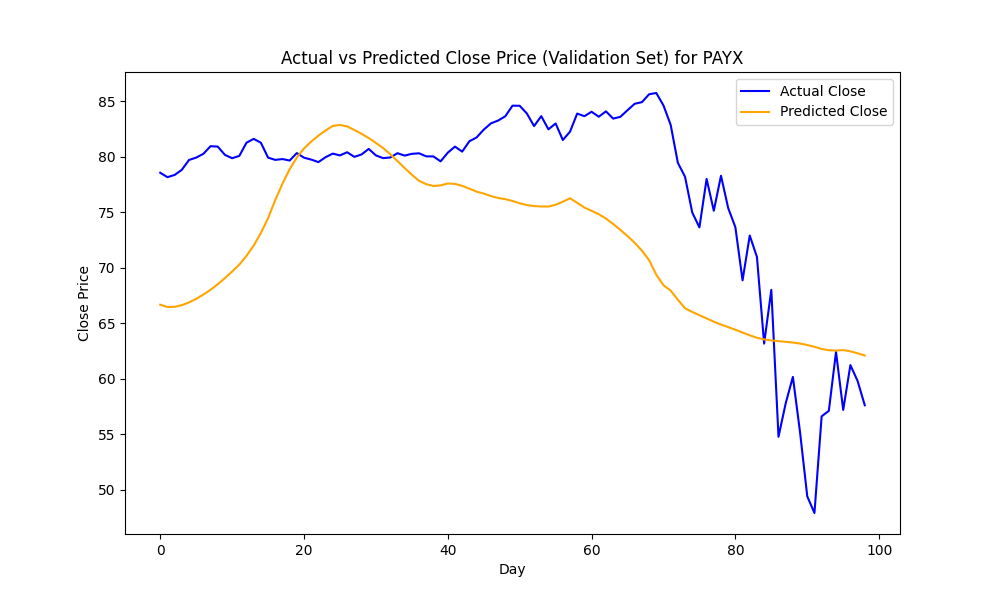 Actual vs Predicted Close Price (Validation Set) for PAYX
Actual Close
Predicted Close
Close Price
85
80
75
70
65
60
55
50
0 20 40 60 80 100
Day